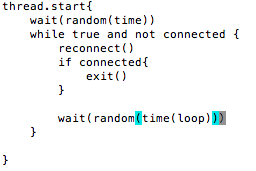 thread.start{
    wait(random(time))
    while true and not connected {
        reconnect()
        if connected{
            exit()
        }

        wait(random(time(loop)))
    }

}